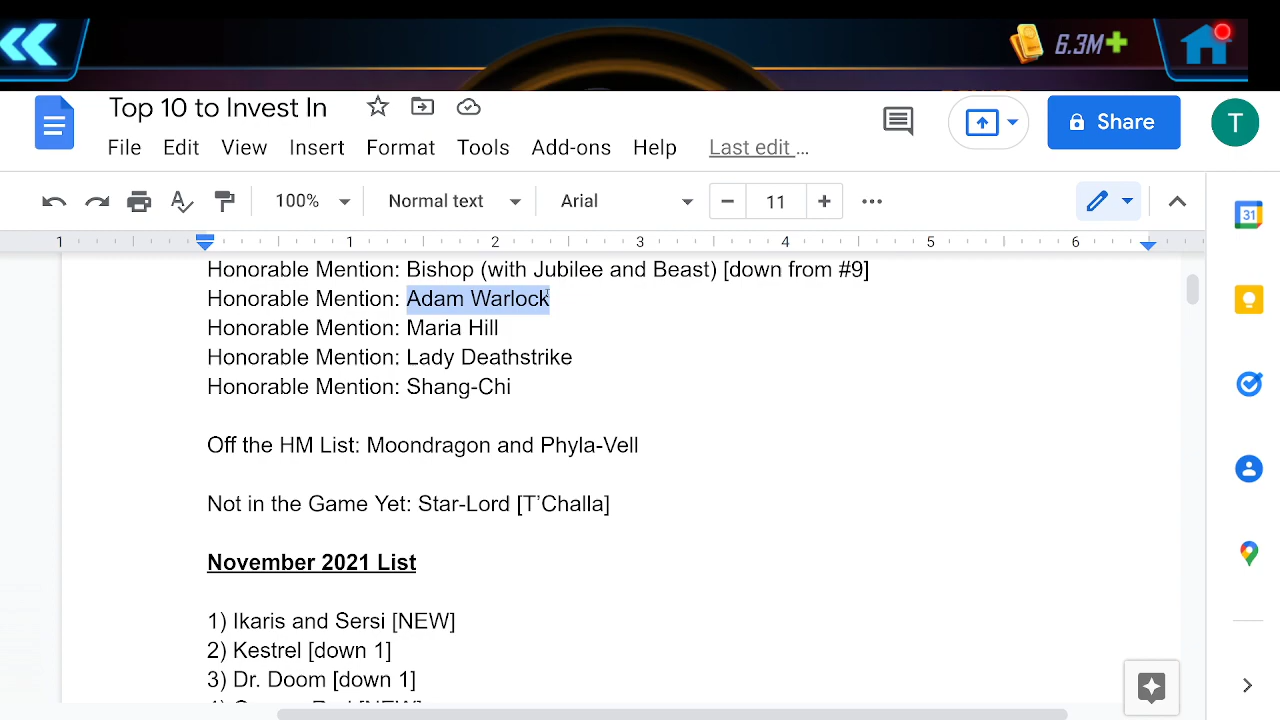 6.3M
Top 10 to Invest In
Share
T
File Edit View Insert Format Tools Add-ons Help Last edit ...
100% Normal text Arial 11
1 1 2 3 4 5 6
31
Honorable Mention: Bishop (with Jubilee and Beast) [down from #9]
Honorable Mention: Adam Warlock
Honorable Mention: Maria Hill
Honorable Mention: Lady Deathstrike
Honorable Mention: Shang-Chi
Off the HM List: Moondragon and Phyla-Vell
Not in the Game Yet: Star-Lord [T’Challa]
November 2021 List
1) Ikaris and Sersi [NEW]
2) Kestrel [down 1]
3) Dr. Doom [down 1]